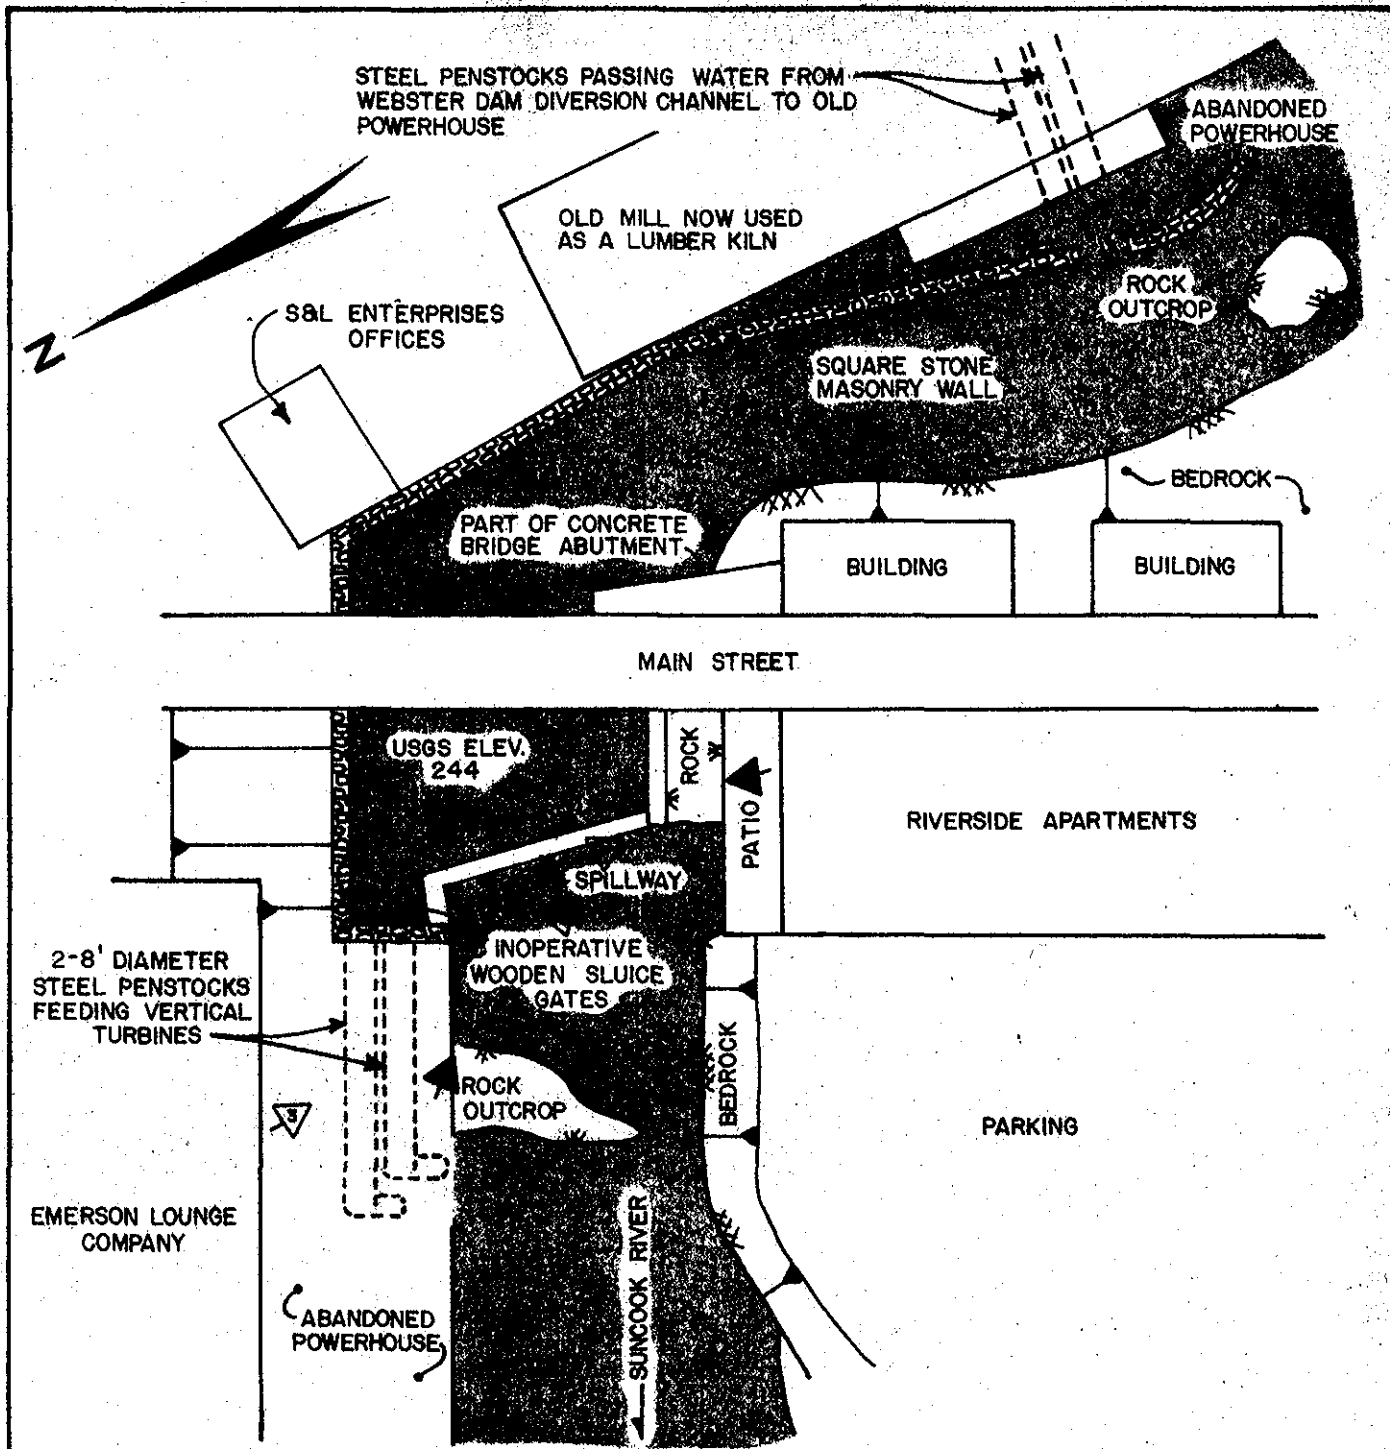 STEEL PENSTOCKS PASSING WATER FROM
WEBSTER DAM DIVERSION CHANNEL TO OLD
POWERHOUSE
ABANDONED
POWERHOUSE
OLD MILL NOW USED
AS A LUMBER KILN
N
S&L ENTERPRISES
OFFICES
ROCK
OUTCROP
SQUARE STONE
MASONRY WALL
BEDROCK
PART OF CONCRETE
BRIDGE ABUTMENT
BUILDING
BUILDING
MAIN STREET
USGS ELEV.
244
ROCK
PATIO
RIVERSIDE APARTMENTS
SPILLWAY
INOPERATIVE
WOODEN SLUICE
GATES
2-8' DIAMETER
STEEL PENSTOCKS
FEEDING VERTICAL
TURBINES
ROCK
OUTCROP
BEDROCK
PARKING
EMERSON LOUNGE
COMPANY
SUNCOOK RIVER
ABANDONED
POWERHOUSE